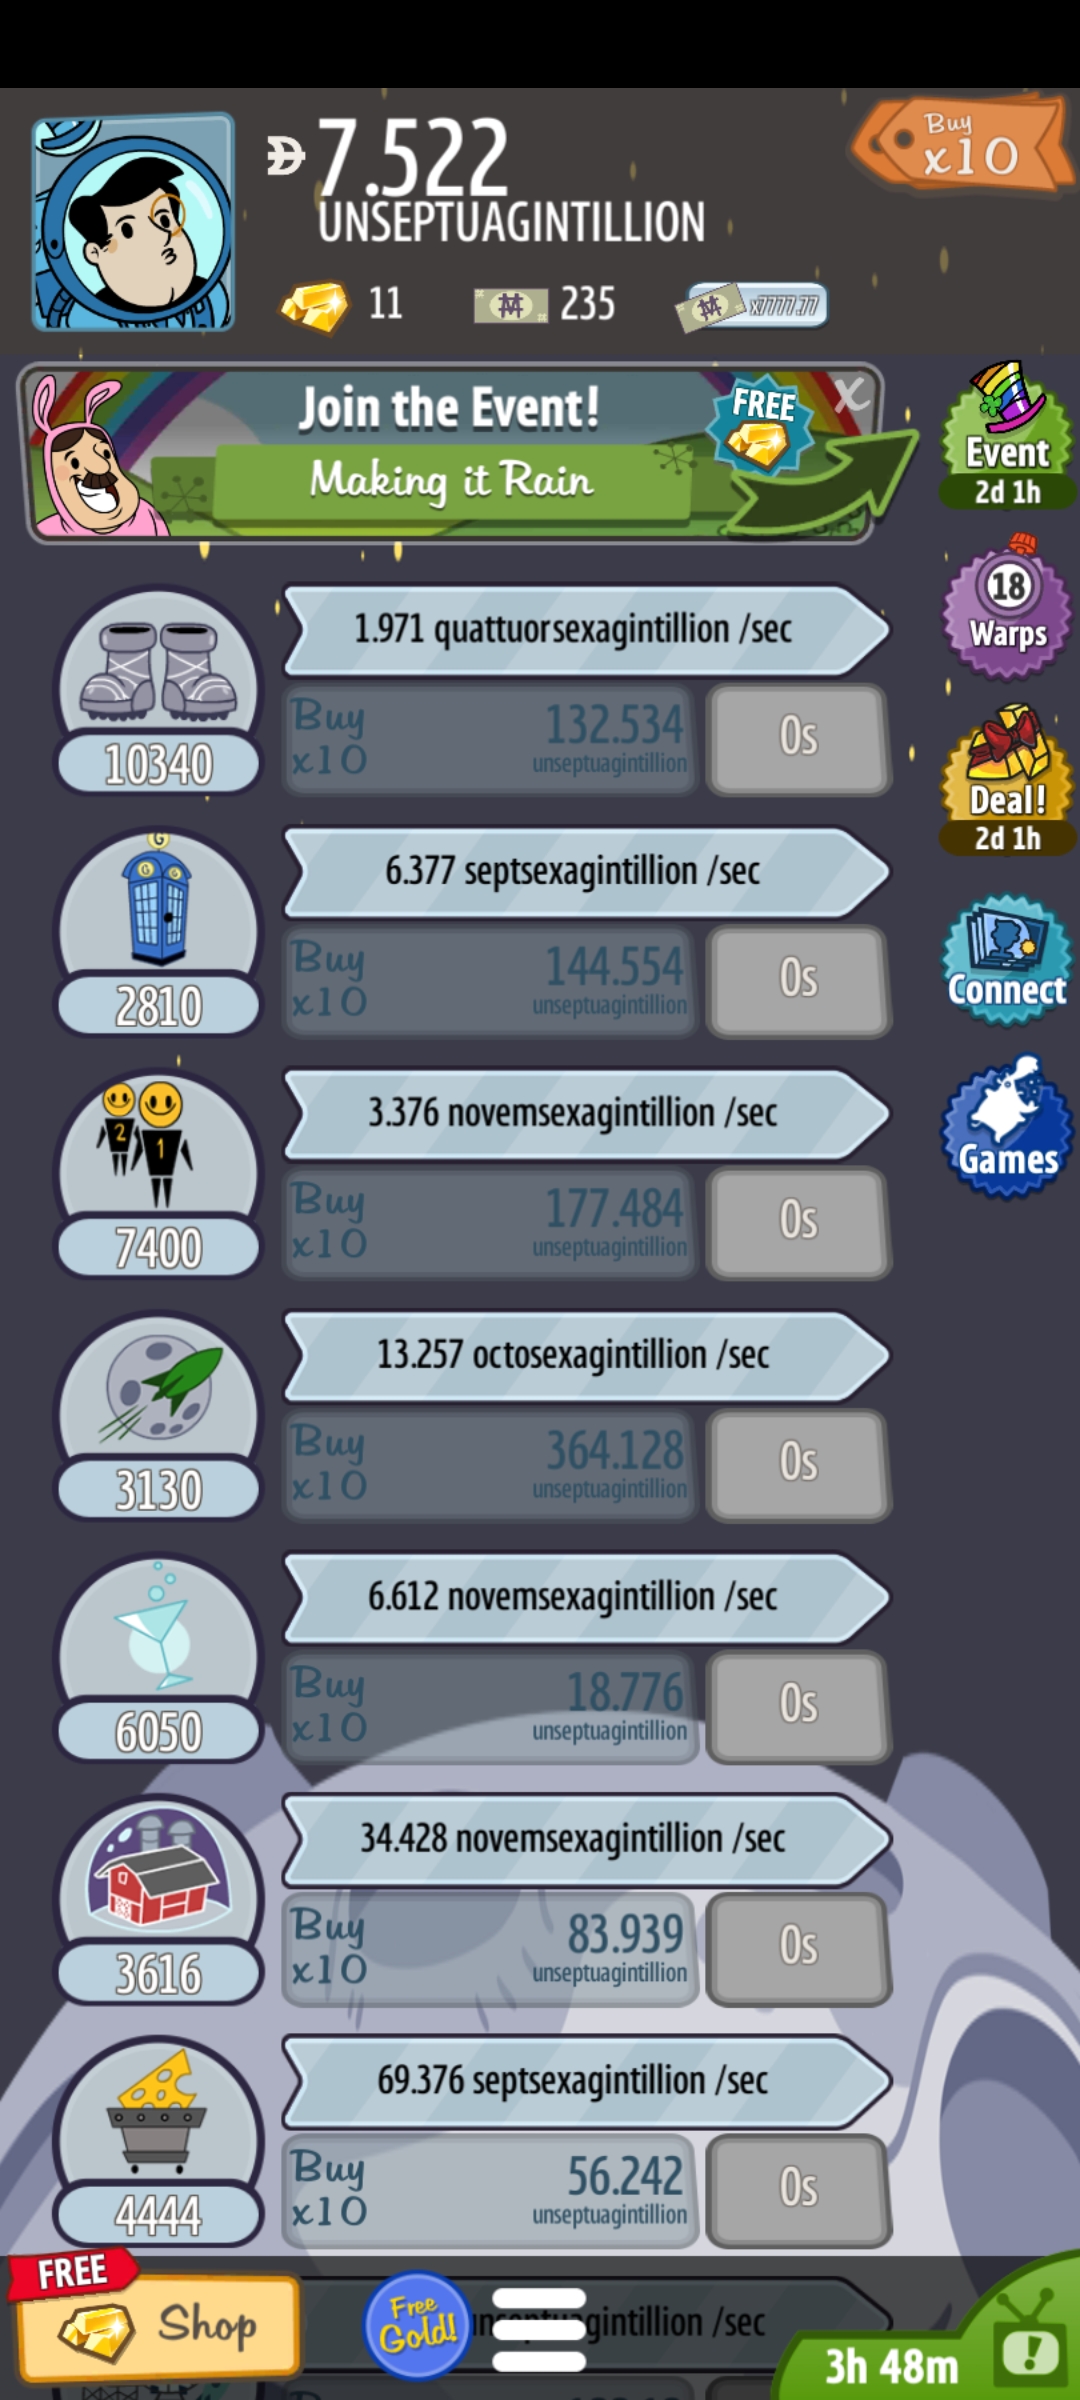 7.522
UNSEPTUAGINTILLION
Buy
x10
11
235
x7777.77
Join the Event!
Making it Rain
FREE
X
Event
2d 1h
18
Warps
Deal!
2d 1h
Connect
Games
1.971 quattuorsexagintillion /sec
Buy
x10
132.534
unseptuagintillion
0s
10340
G
G
G
6.377 septsexagintillion /sec
Buy
x10
144.554
unseptuagintillion
0s
2810
2
1
3.376 novemsexagintillion /sec
Buy
x10
177.484
unseptuagintillion
0s
7400
13.257 octosexagintillion /sec
Buy
x10
364.128
unseptuagintillion
0s
3130
6.612 novemsexagintillion /sec
Buy
x10
18.776
unseptuagintillion
0s
6050
34.428 novemsexagintillion /sec
Buy
x10
83.939
unseptuagintillion
0s
3616
69.376 septsexagintillion /sec
Buy
x10
56.242
unseptuagintillion
0s
4444
FREE
Shop
Free
Gold!
/sec
3h 48m
!